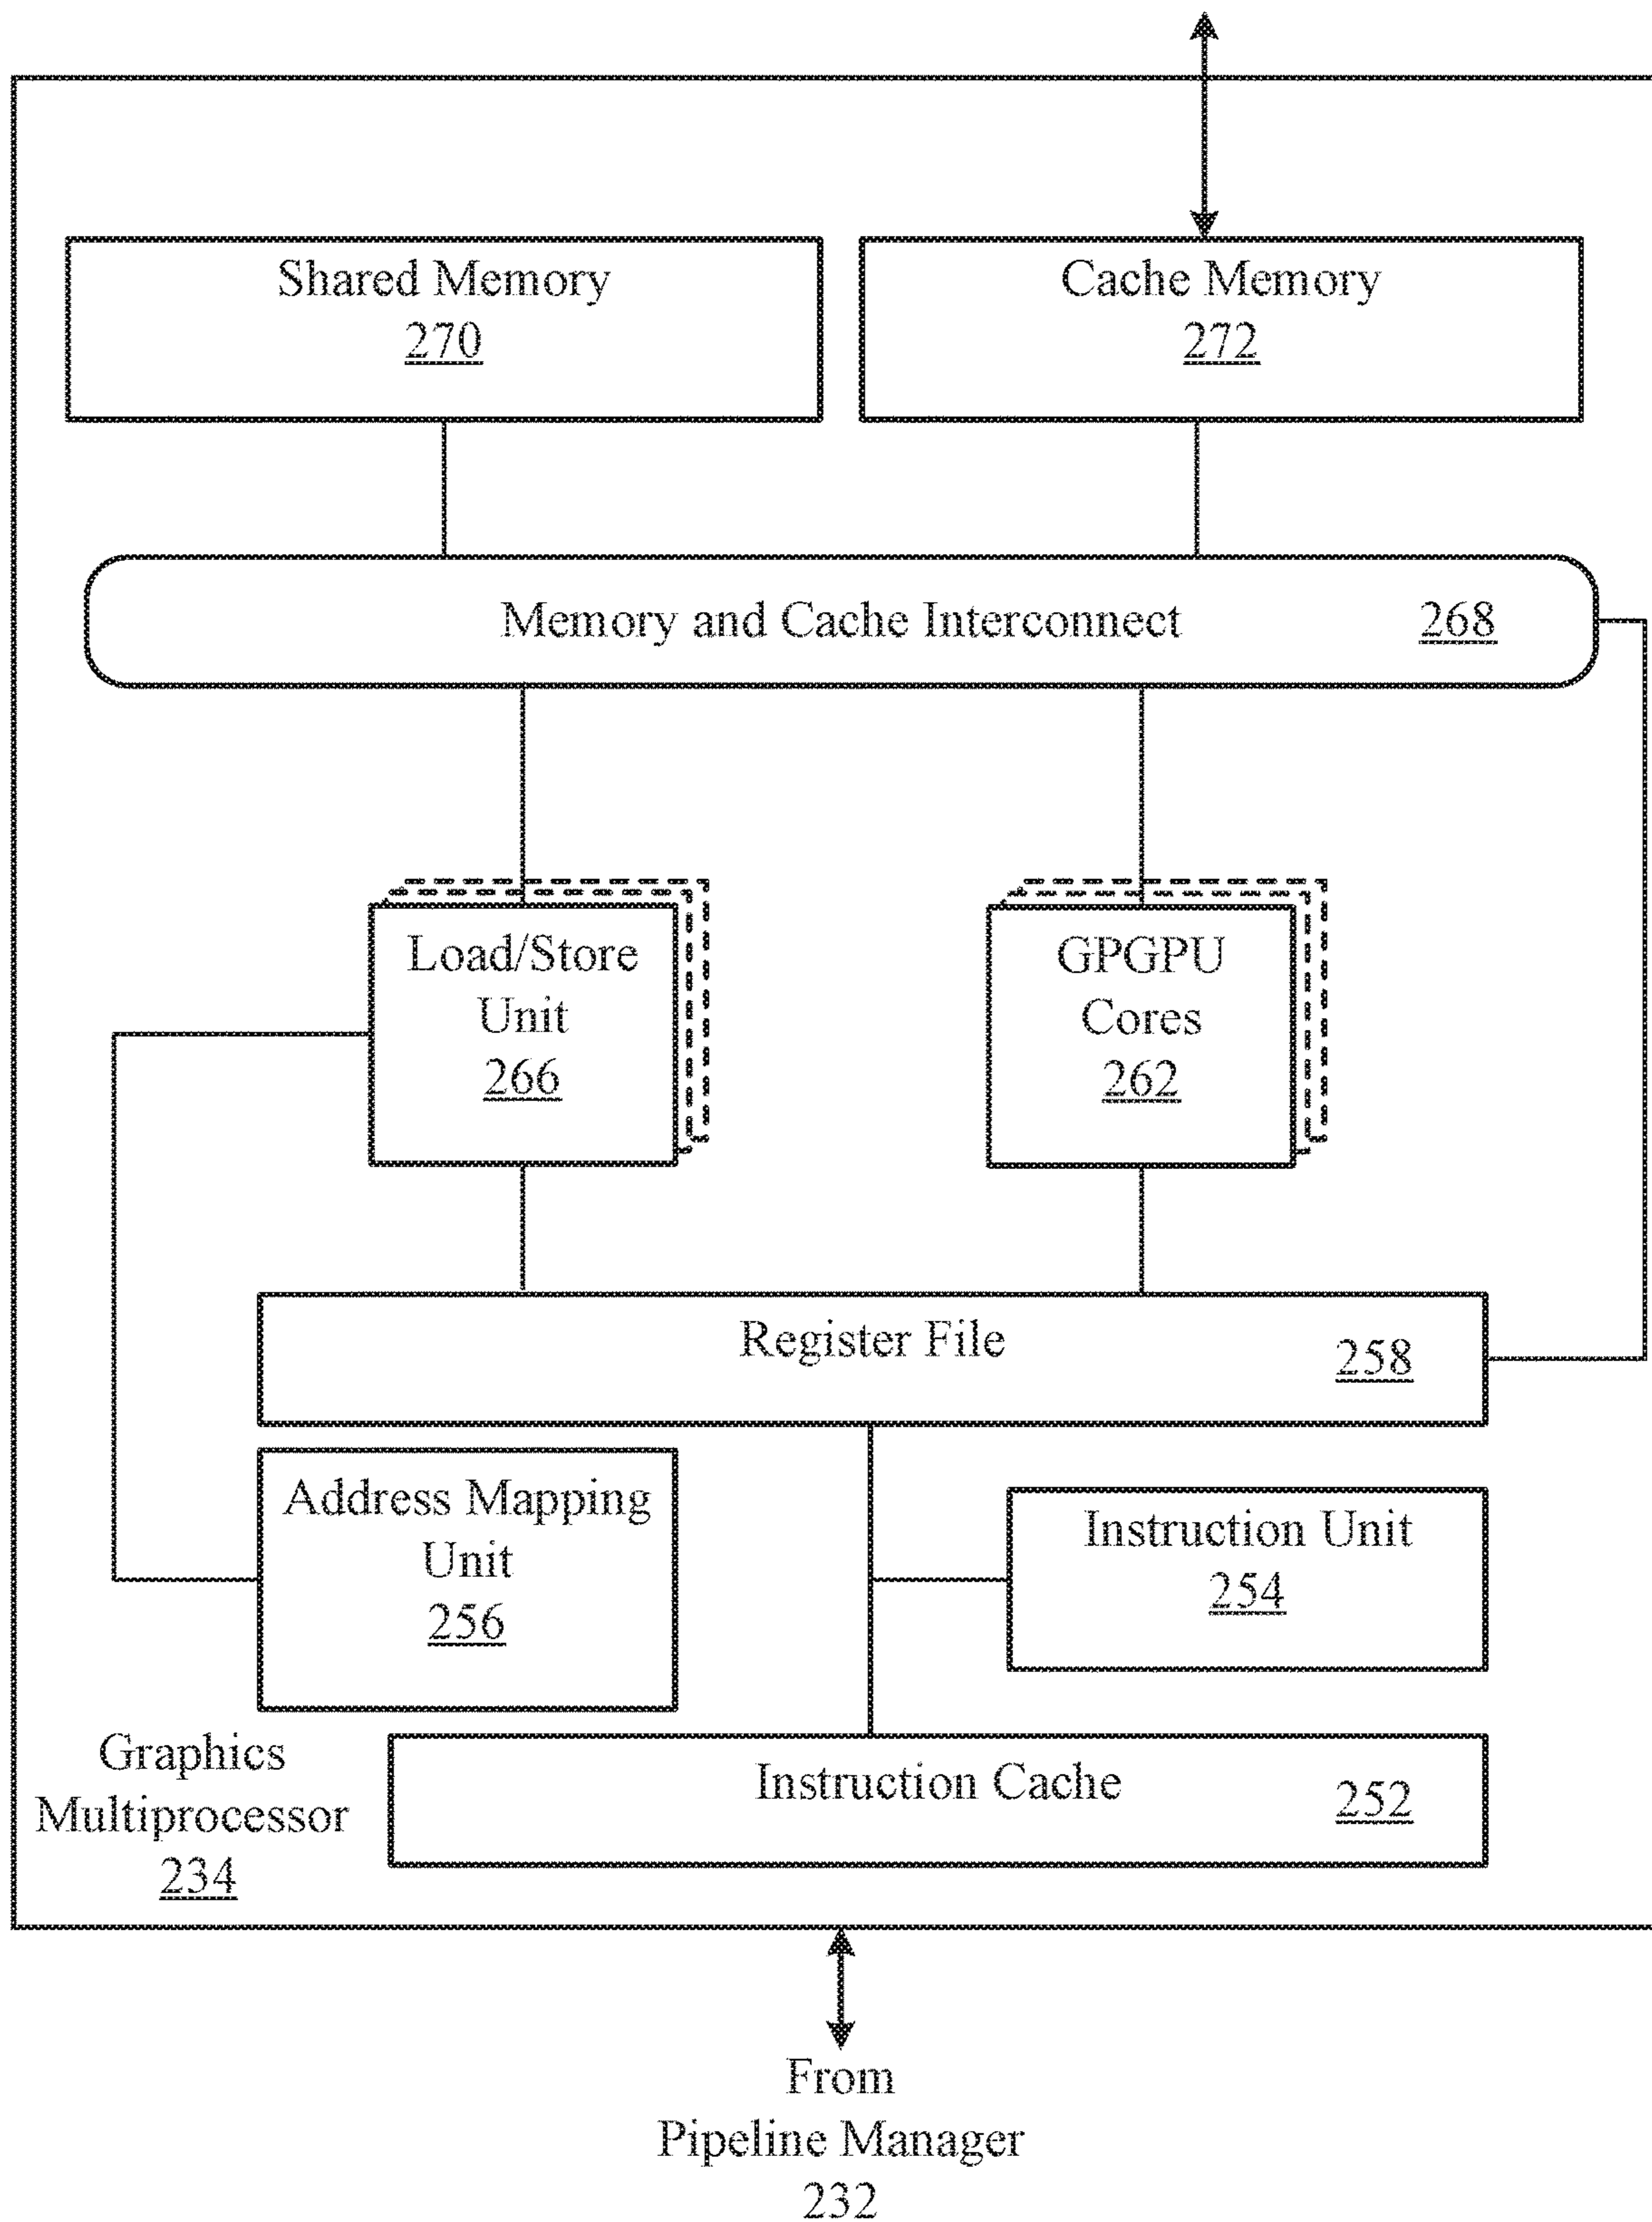 Shared Memory
270
Cache Memory
272
Memory and Cache Interconnect 268
Load/Store
Unit
266
GPGPU
Cores
262
Register File 258
Address Mapping
Unit
256
Instruction Unit
254
Graphics
Multiprocessor
234
Instruction Cache 252
From
Pipeline Manager
232